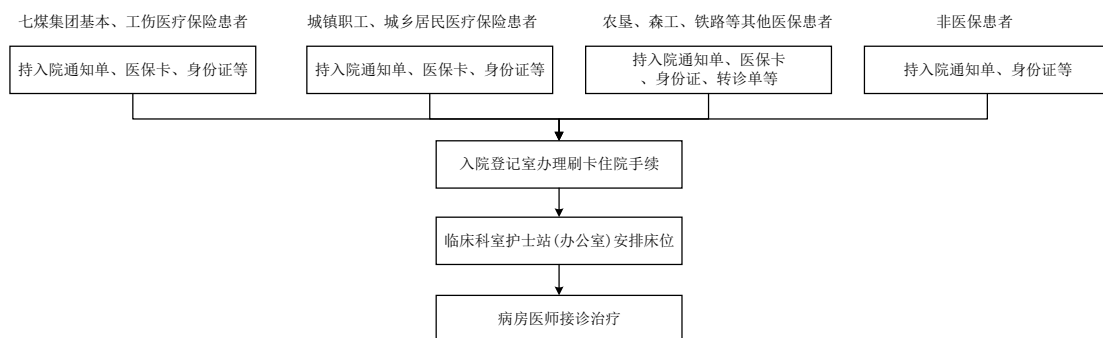 七煤集团基本、工伤医疗保险患者
城镇职工、城乡居民医疗保险患者
农垦、森工、铁路等其他医保患者
非医保患者
持入院通知单、医保卡、身份证等
持入院通知单、医保卡、身份证等
持入院通知单、医保卡
、身份证、转诊单等
持入院通知单、身份证等
入院登记室办理刷卡住院手续
临床科室护士站(办公室)安排床位
病房医师接诊治疗